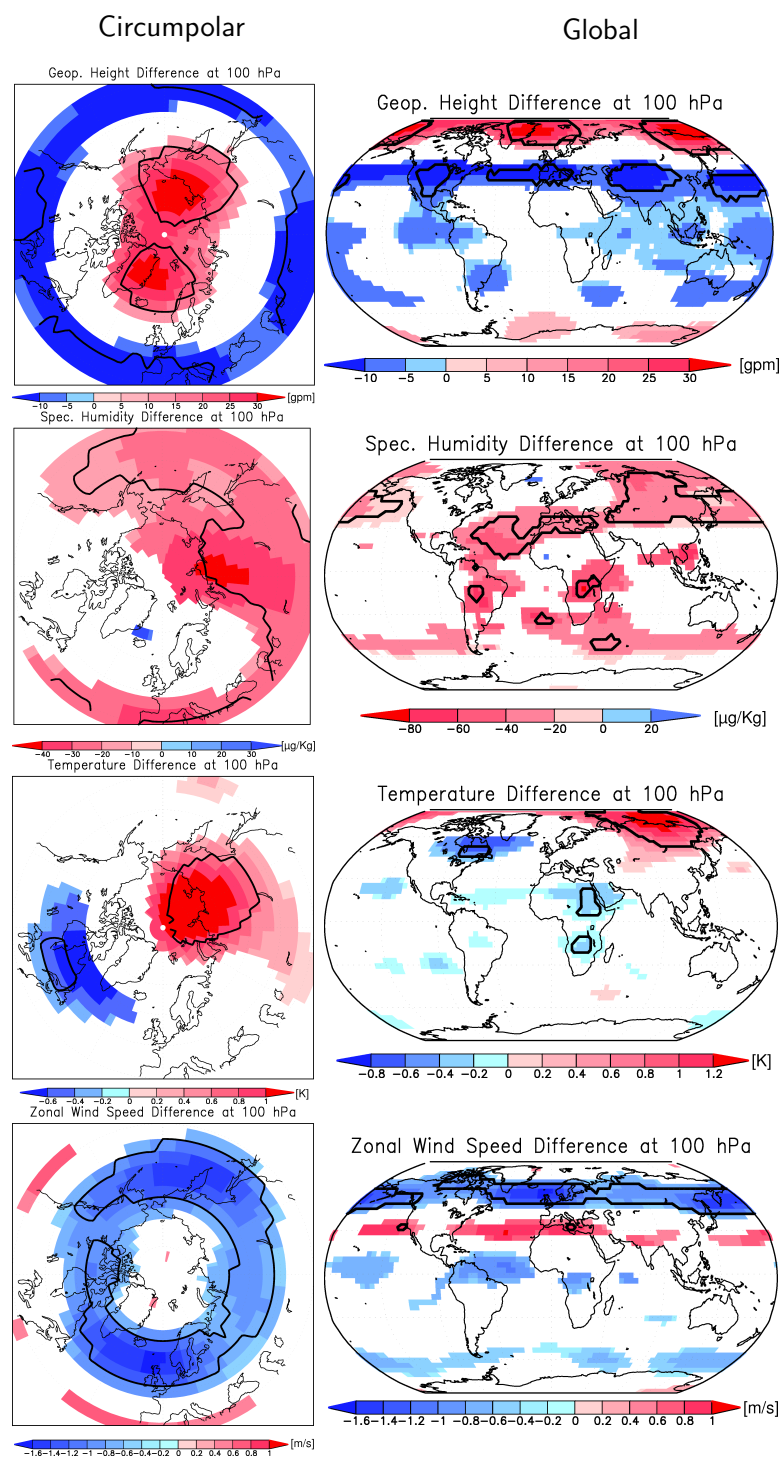 Circumpolar
Global
Geop. Height Difference at 100 hPa
Geop. Height Difference at 100 hPa
−10 −5 0 5 10 15 20 25 30 [gpm]
−10 −5 0 5 10 15 20 25 30 [gpm]
Spec. Humidity Difference at 100 hPa
Spec. Humidity Difference at 100 hPa
−40 −30 −20 −10 0 10 20 30 [µg/Kg]
−80 −60 −40 −20 0 20 [µg/Kg]
Temperature Difference at 100 hPa
Temperature Difference at 100 hPa
−0.6 −0.4 −0.2 0 0.2 0.4 0.6 0.8 1 [K]
−0.8 −0.6 −0.4 −0.2 0 0.2 0.4 0.6 0.8 1 1.2 [K]
Zonal Wind Speed Difference at 100 hPa
Zonal Wind Speed Difference at 100 hPa
−1.6 −1.4 −1.2 −1 −0.8 −0.6 −0.4 −0.2 0 0.2 0.4 0.6 0.8 1 [m/s]
−1.6 −1.4 −1.2 −1 −0.8 −0.6 −0.4 −0.2 0 0.2 0.4 0.6 0.8 1 [m/s]